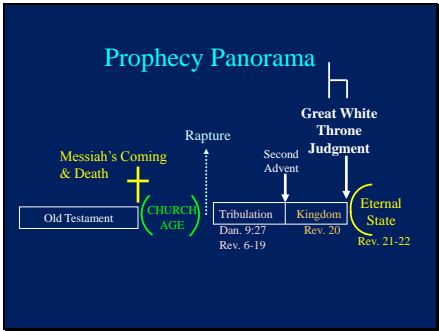 Prophecy Panorama
Great White
Throne
Judgment
Rapture
Messiah's Coming
& Death
Second
Advent
Old Testament
CHURCH
AGE
Tribulation
Kingdom
Eternal
State
Dan. 9:27
Rev. 6-19
Rev. 20
Rev. 21-22